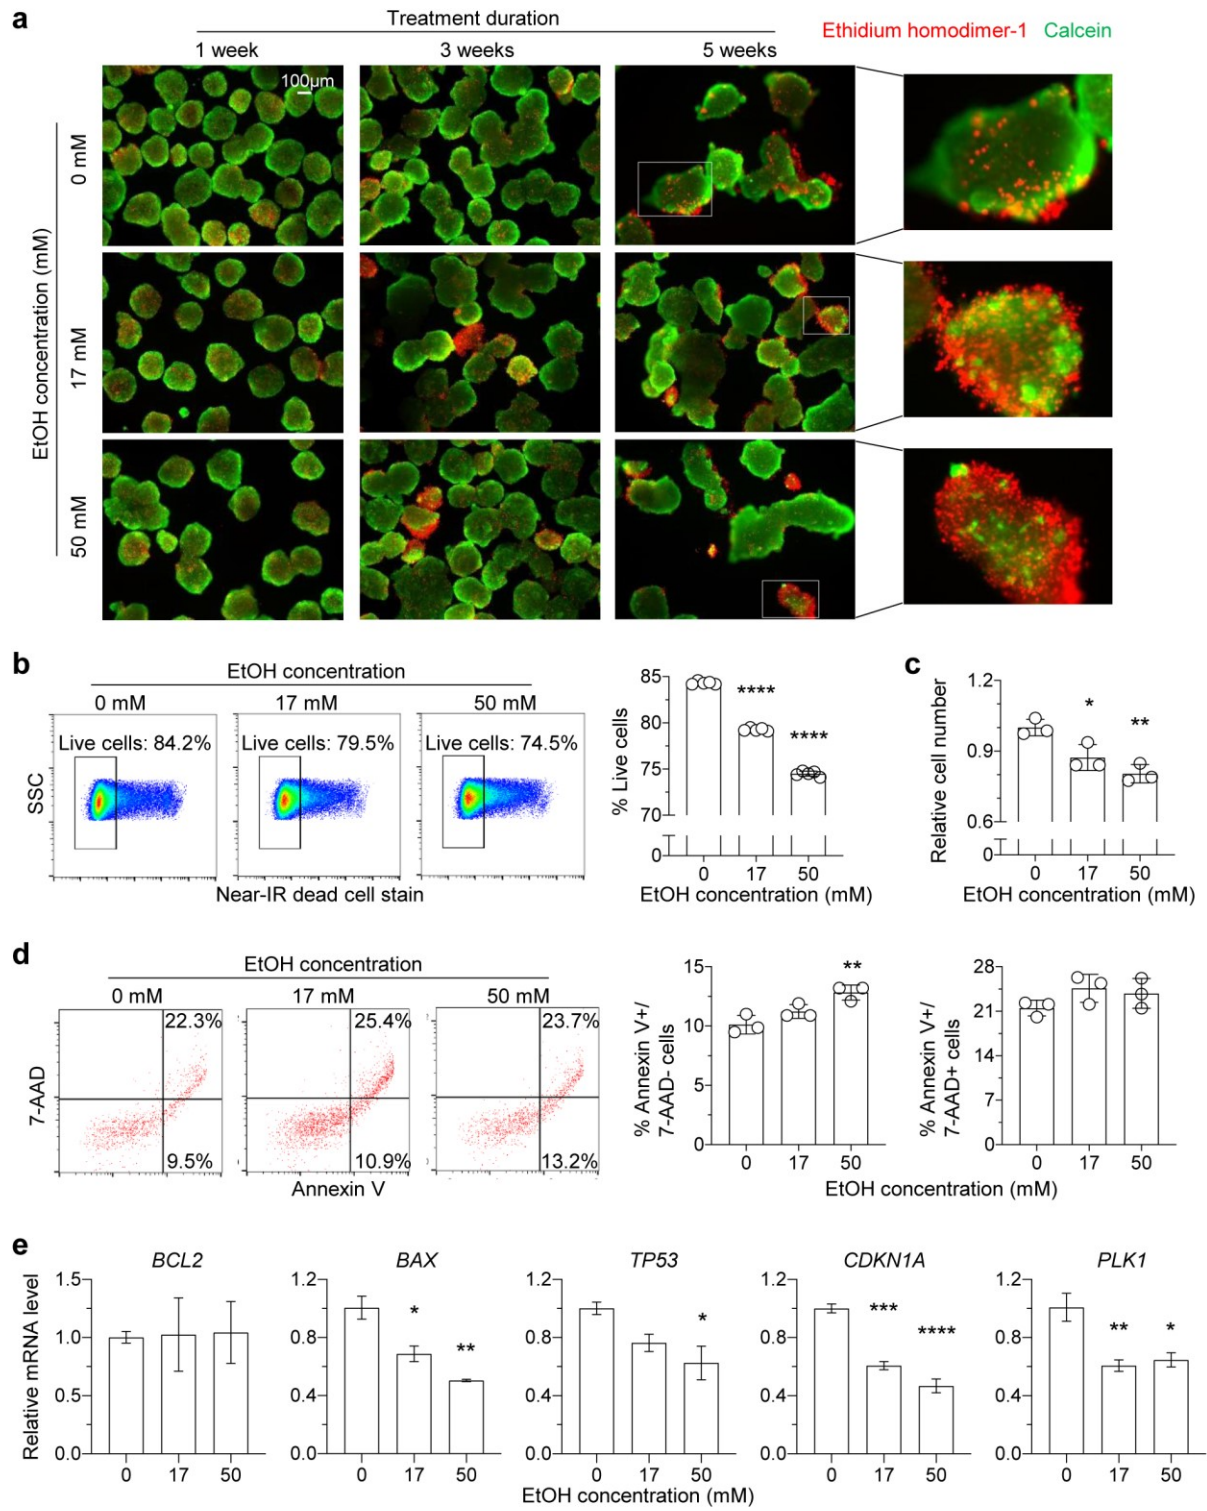 a
Treatment duration
Ethidium homodimer-1 Calcein
1 week 3 weeks 5 weeks
100µm
EtOH concentration (mM)
0 mM
17 mM
50 mM
b
EtOH concentration
0 mM 17 mM 50 mM
Live cells: 84.2% Live cells: 79.5% Live cells: 74.5%
SSC
Near-IR dead cell stain
% Live cells
85
80
75
70
0
****
****
0 17 50
EtOH concentration (mM)
c
Relative cell number
1.2
0.9
0.6
0
*
**
0 17 50
EtOH concentration (mM)
d
EtOH concentration
0 mM 17 mM 50 mM
22.3% 25.4% 23.7%
7-AAD
9.5% 10.9% 13.2%
Annexin V
% Annexin V+/
7-AAD- cells
15
10
5
0
**
0 17 50
% Annexin V+/
7-AAD+ cells
28
21
14
7
0
0 17 50
EtOH concentration (mM)
e
Relative mRNA level
BCL2
1.5
1.0
0.5
0.0
0 17 50
BAX
1.2
0.8
0.4
0.0
*
**
0 17 50
TP53
1.2
0.8
0.4
0.0
*
0 17 50
CDKN1A
1.2
0.8
0.4
0.0
***
****
0 17 50
PLK1
1.2
0.8
0.4
0.0
**
*
0 17 50
EtOH concentration (mM)